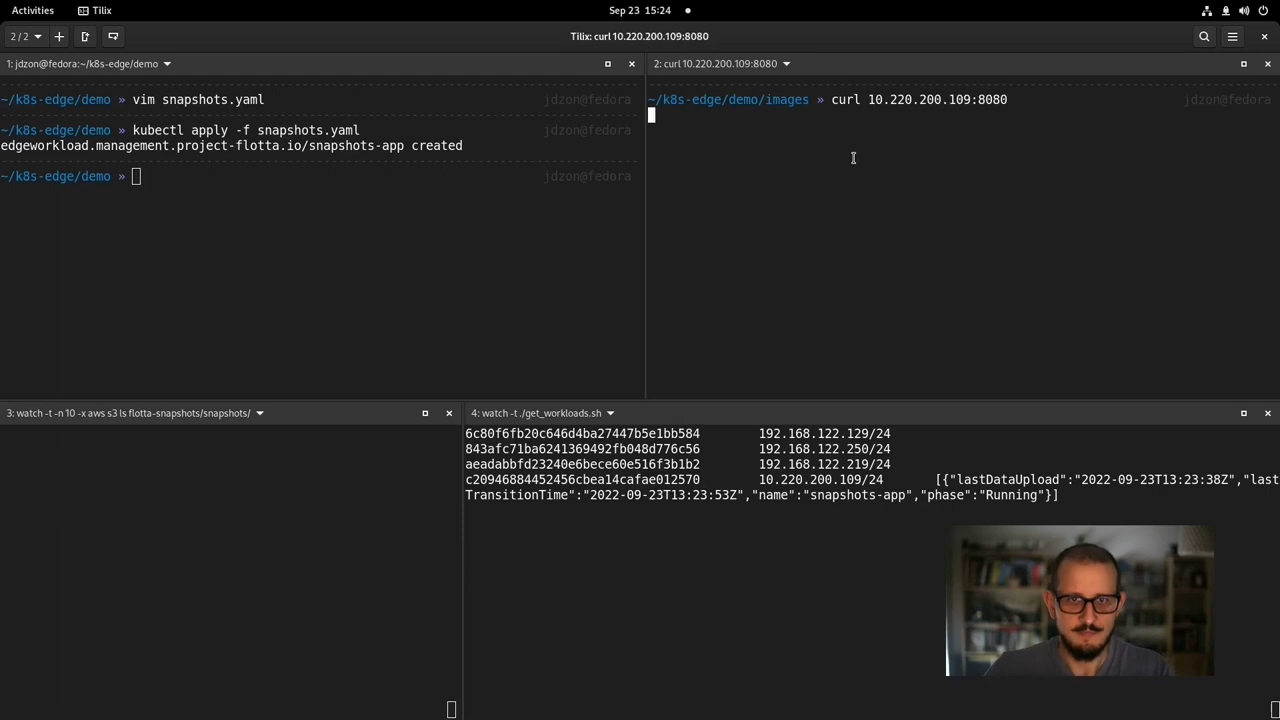 Activities Tilix Sep 23 15:24
2 / 2 Tilix: curl 10.220.200.109:8080
1: jdzon@fedora:~/k8s-edge/demo
~/k8s-edge/demo » vim snapshots.yaml jdzon@fedora
~/k8s-edge/demo » kubectl apply -f snapshots.yaml jdzon@fedora
edgeworkload.management.project-flotta.io/snapshots-app created
~/k8s-edge/demo » jdzon@fedora
2: curl 10.220.200.109:8080
~/k8s-edge/demo/images » curl 10.220.200.109:8080 jdzon@fedora
3: watch -t -n 10 -x aws s3 ls flotta-snapshots/snapshots/
4: watch -t ./get_workloads.sh
6c80f6fb20c646d4ba27447b5e1bb584 192.168.122.129/24
843afc71ba6241369492fb048d776c56 192.168.122.250/24
aeadabbfd23240e6bece60e516f3b1b2 192.168.122.219/24
c20946884452456cbea14cafae012570 10.220.200.109/24 [{"lastDataUpload":"2022-09-23T13:23:38Z","last
TransitionTime":"2022-09-23T13:23:53Z","name":"snapshots-app","phase":"Running"}]